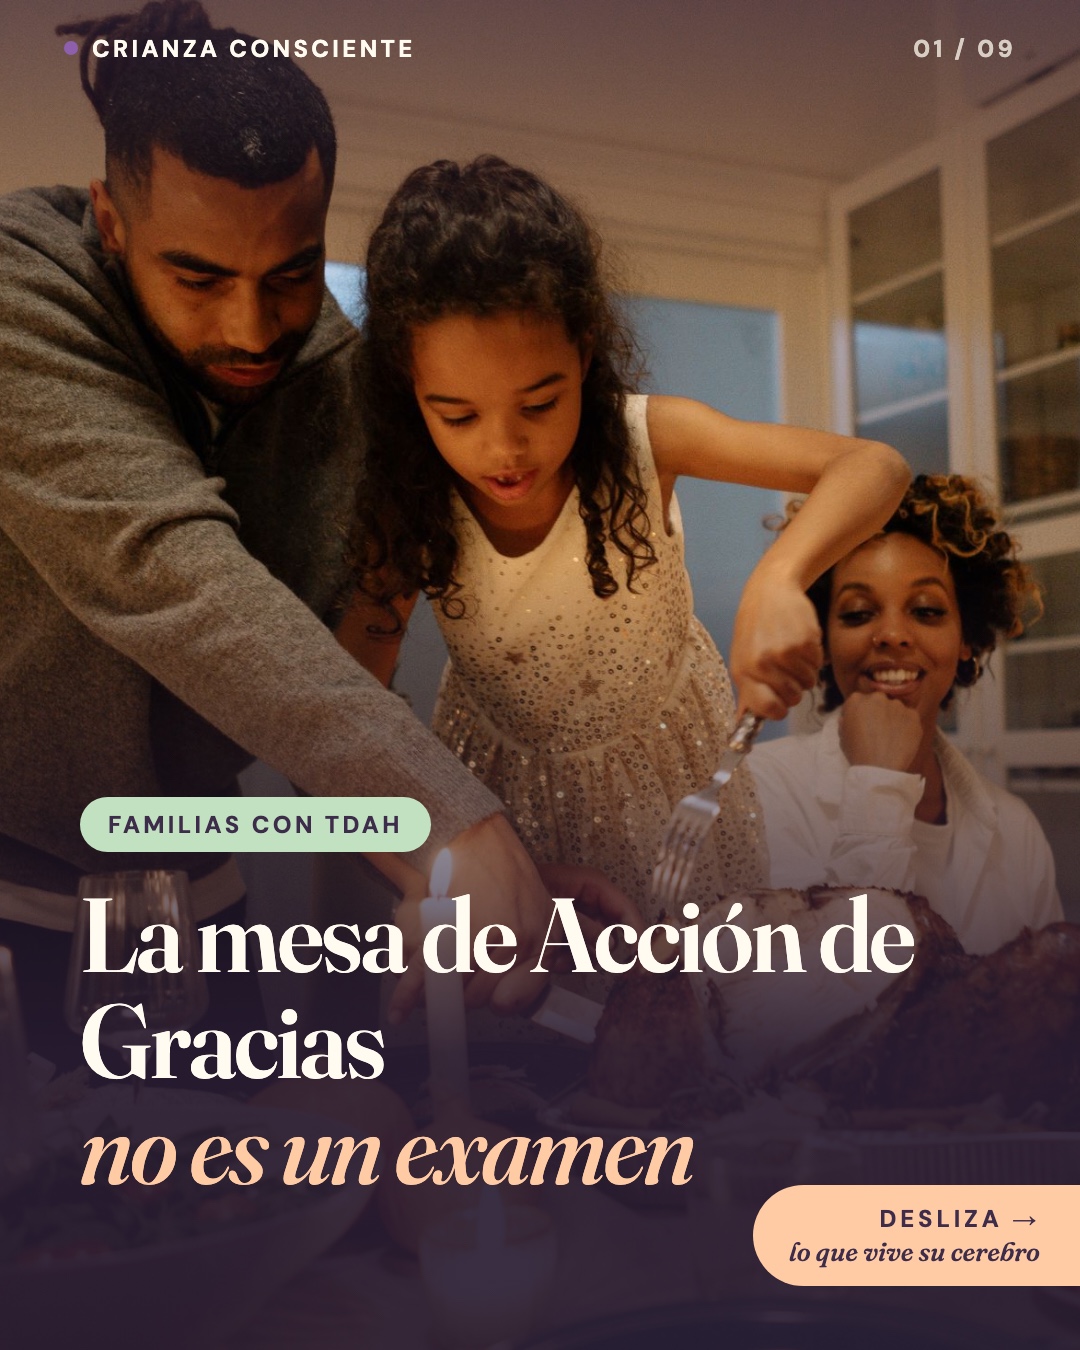 CRIANZA CONSCIENTE
01 / 09
FAMILIAS CON TDAH
La mesa de Acción de
Gracias
no es un examen
DESLIZA →
lo que vive su cerebro